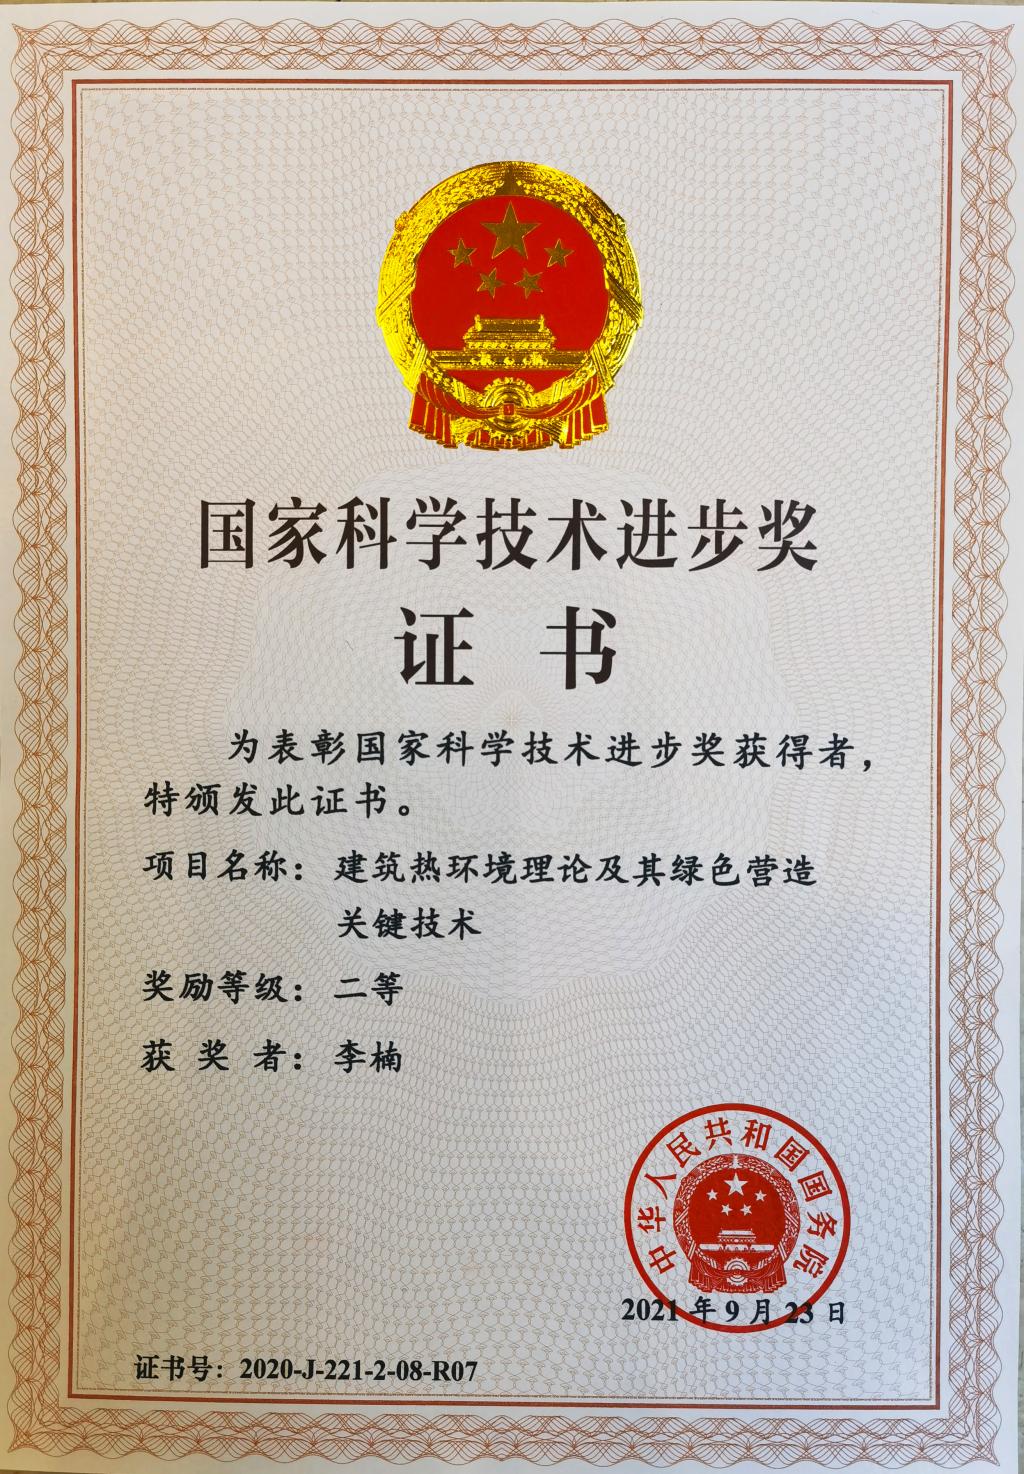 国家科学技术进步奖
证书
为表彰国家科学技术进步奖获得者，
特颁发此证书。
项目名称： 建筑热环境理论及其绿色营造
关键技术
奖励等级： 二等
获奖者： 李楠
中华人民共和国国务院
2021年9月23日
证书号：2020-J-221-2-08-R07